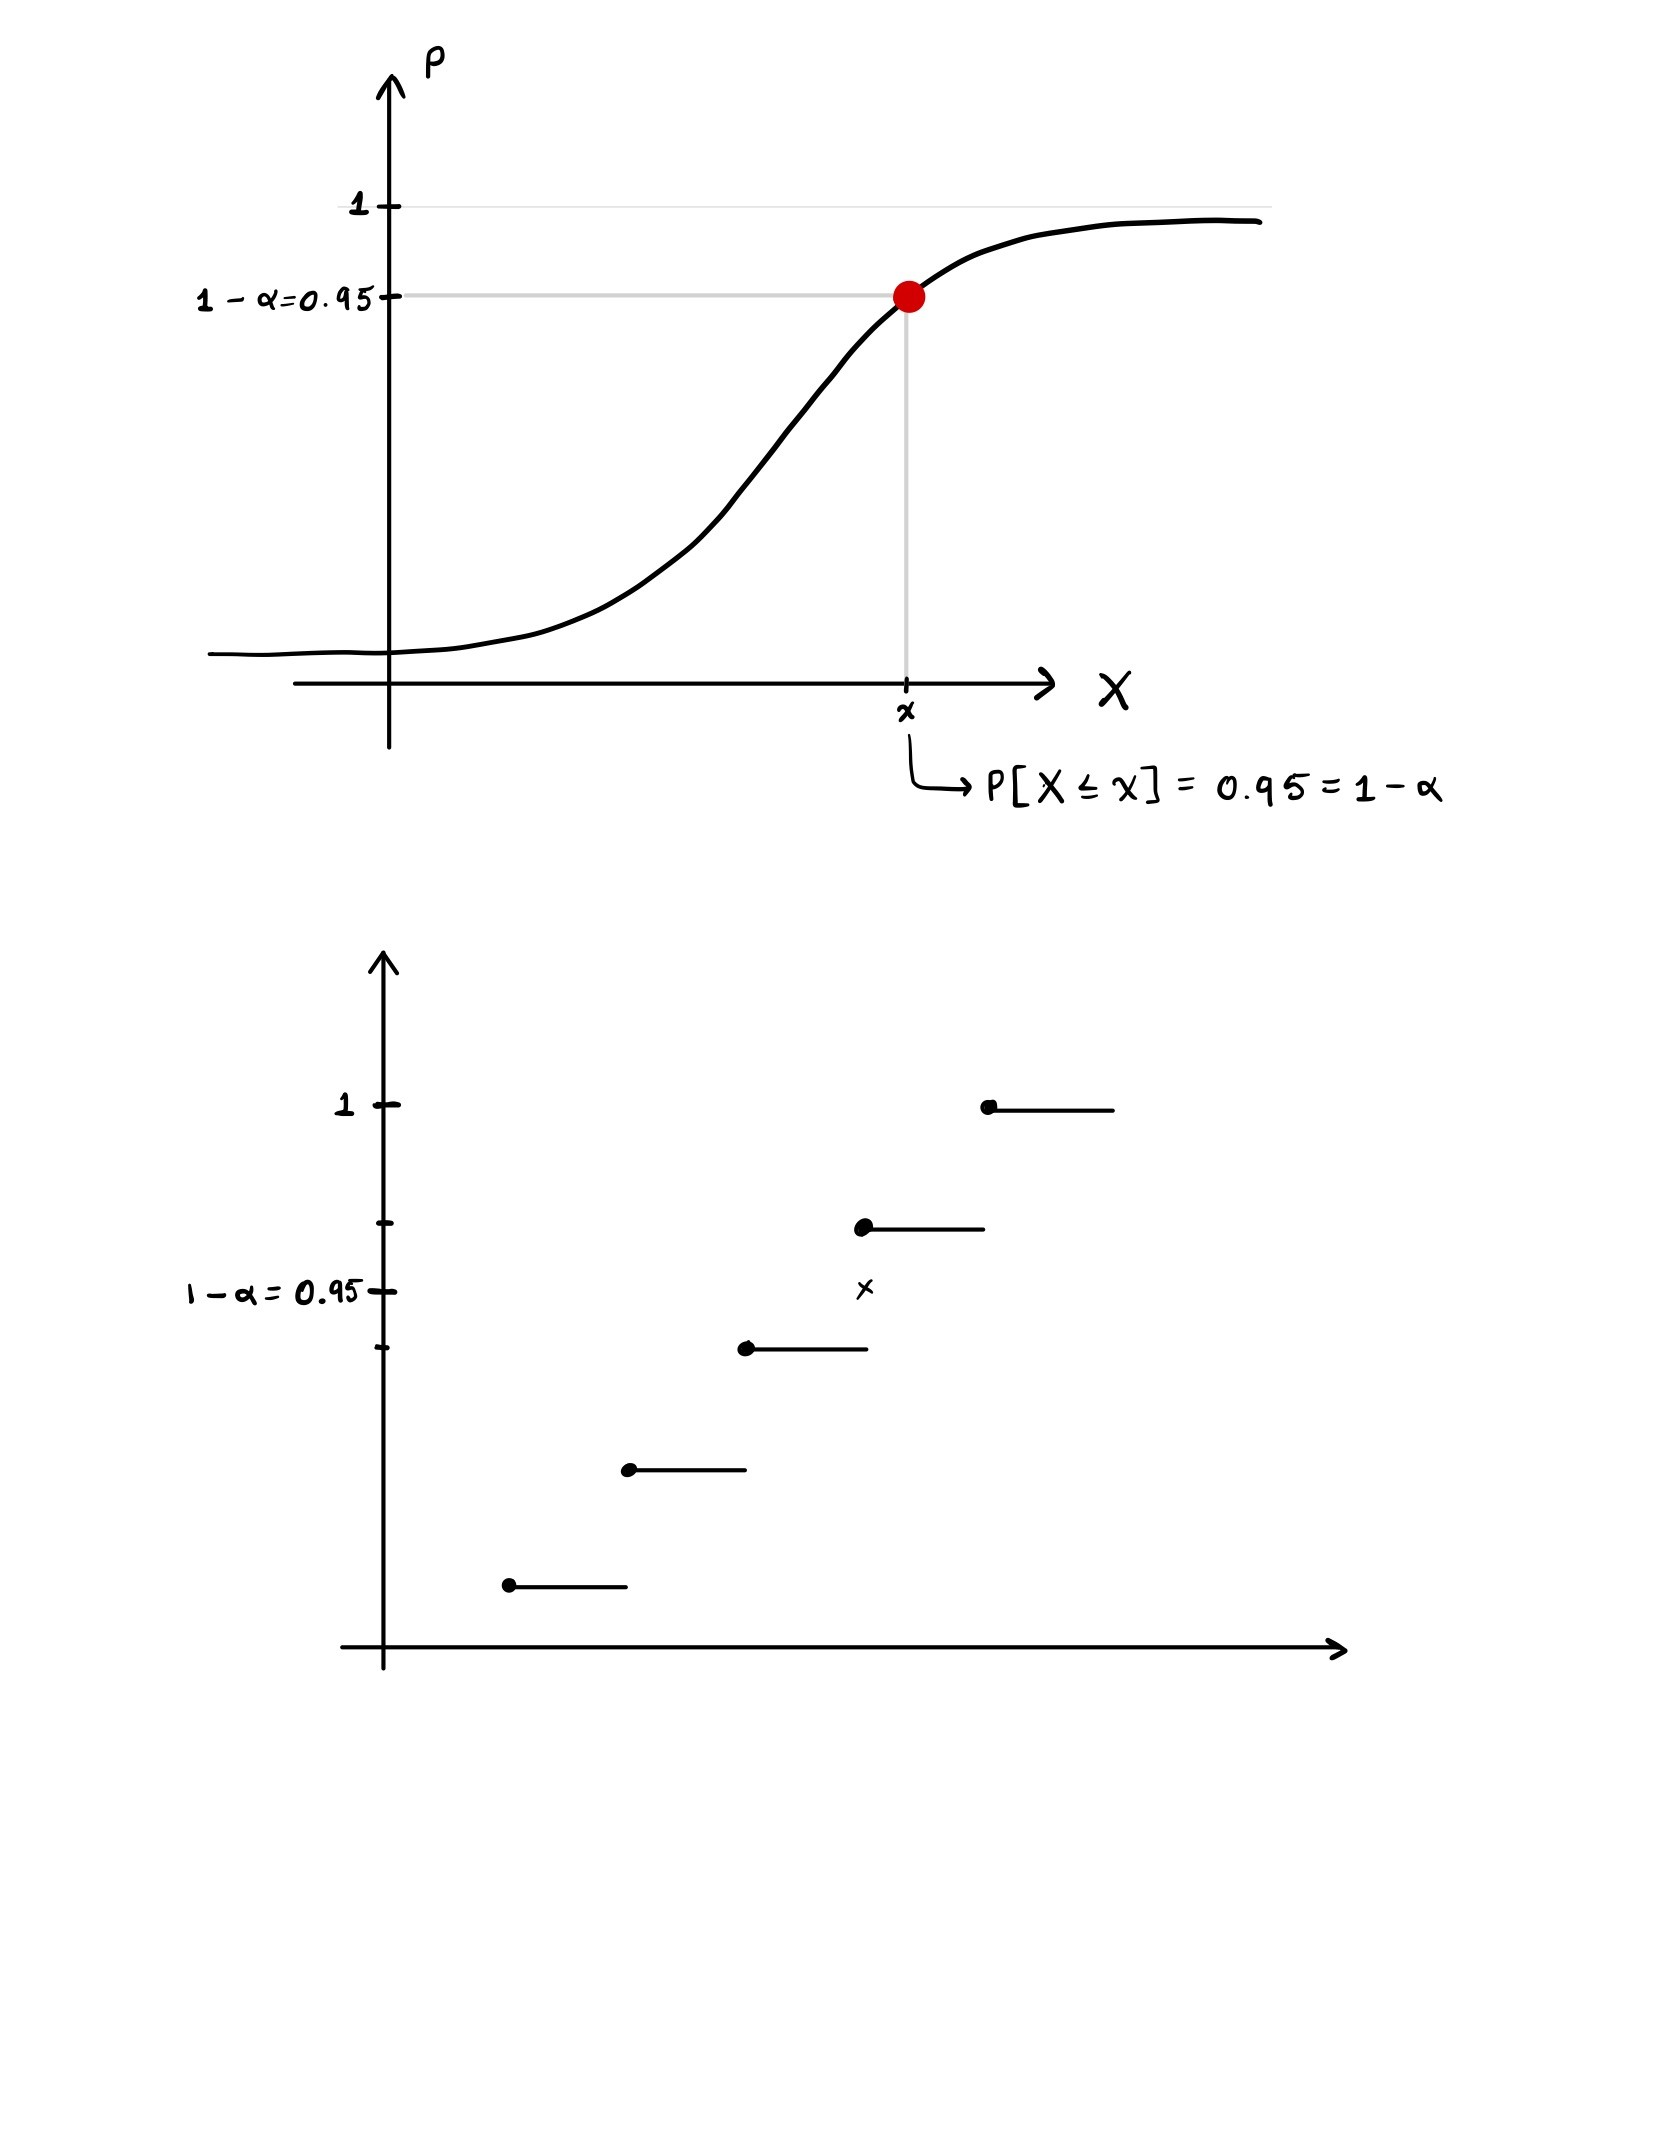 P
1
1 - α = 0.95
X
x
P[X ≤ x] = 0.95 = 1 - α
1
x
1 - α = 0.95